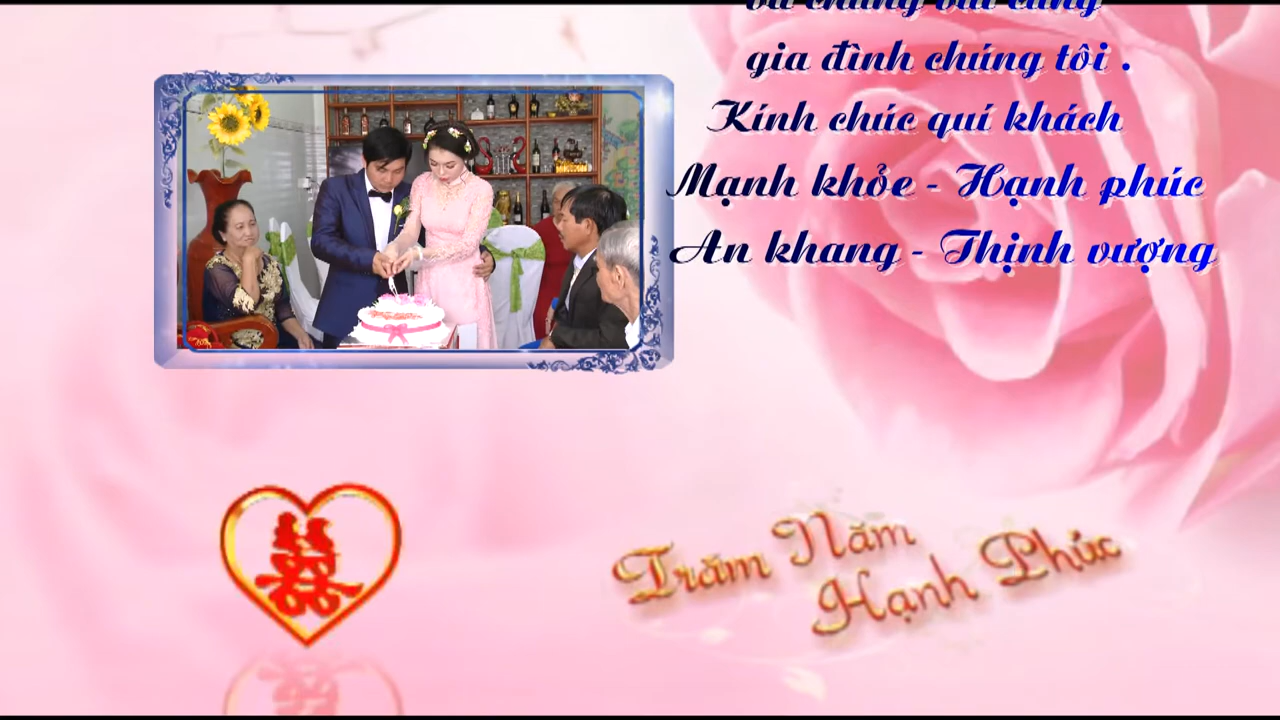 gia đình chúng tôi .
Kính chúc quí khách
Mạnh khỏe - Hạnh phúc
An khang - Thịnh vượng
Trăm Năm
Hạnh Phúc
囍